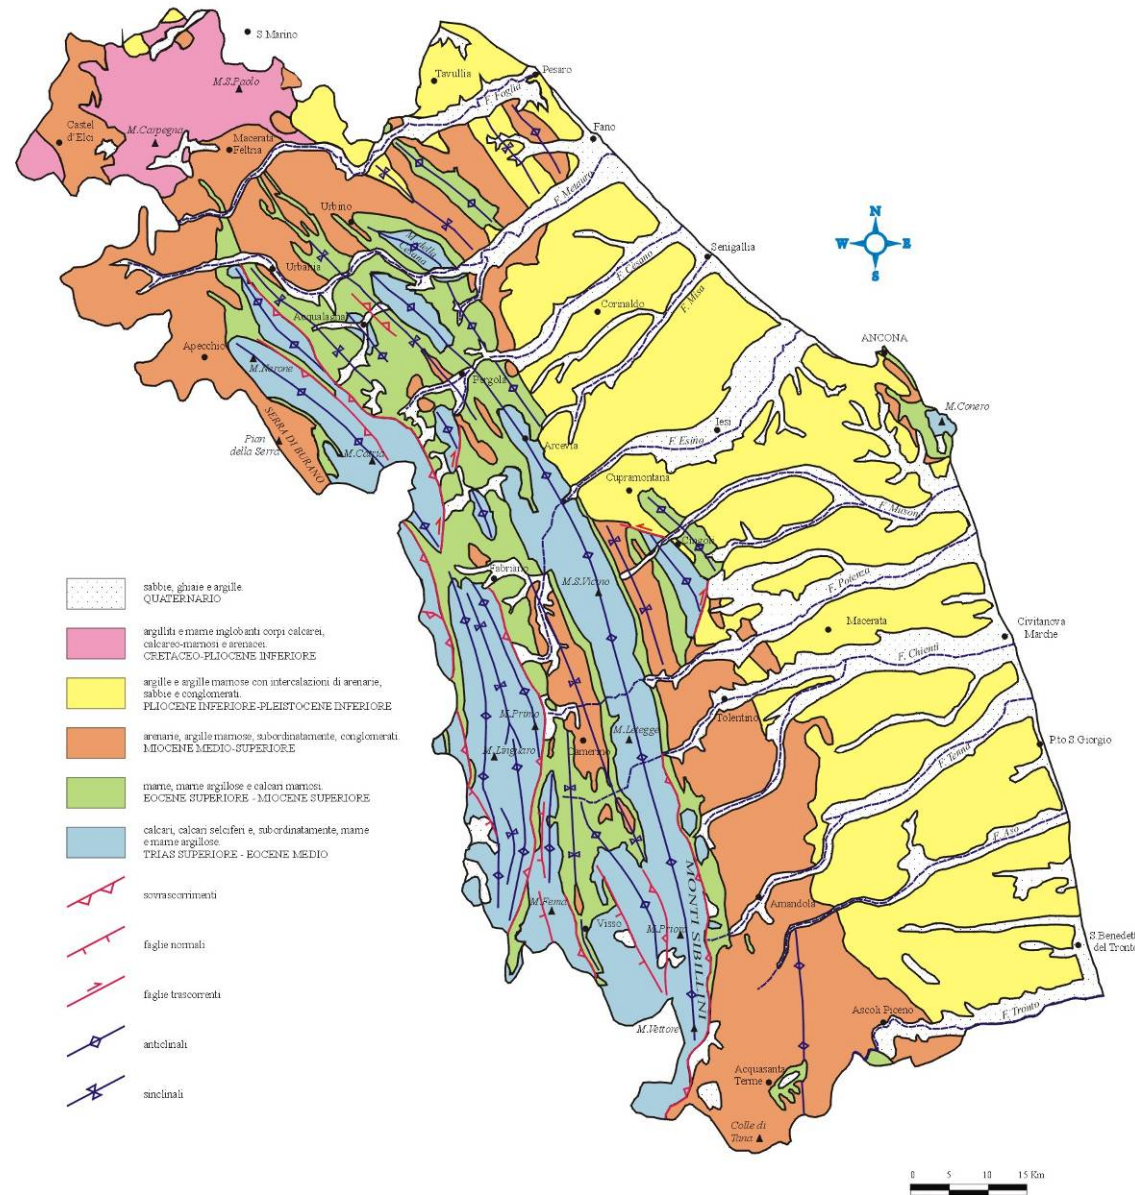 S. Marino
M.S.Paolo
Tavullia
Pesaro
F. Foglia
Castel
d'Elci
M.Carpegna
Macerata
Feltria
Fano
F. Metauro
Urbino
M. della
Cesana
N
W
E
S
Senigallia
F. Cesano
F. Misa
Urbania
Corinaldo
Acqualagna
Apecchio
M.Nerone
ANCONA
Pergola
SERRA DI BURANO
Pian
della Serra
M.Catria
Arcevia
Iesi
F. Esino
M.Conero
Cupramontana
F. Musone
Cingoli
Fabriano
M.S.Vicino
F. Potenza
Macerata
Civitanova
Marche
F. Chienti
Tolentino
M.Primo
M.Linguaro
Camerino
M.Letegge
P.to S.Giorgio
F. Tenna
F. Aso
MONTI SIBILLINI
Amandola
M.Fema
Visso
M.Priora
S.Benedett
del Tronto
M.Vettore
Ascoli Piceno
F. Tronto
Acquasanta
Terme
Colle di
Tana
sabbie, ghiaie e argille.
QUATERNARIO
argilliti e marne inglobanti corpi calcarei,
calcareo-marnosi e arenacei.
CRETACEO-PLIOCENE INFERIORE
argille e argille marnose con intercalazioni di arenarie,
sabbie e conglomerati.
PLIOCENE INFERIORE-PLEISTOCENE INFERIORE
arenarie, argille marnose, subordinatamente, conglomerati.
MIOCENE MEDIO-SUPERIORE
marne, marne argillose e calcari marnosi.
EOCENE SUPERIORE - MIOCENE SUPERIORE
calcari, calcari selciferi e, subordinatamente, marne
e marne argillose.
TRIAS SUPERIORE - EOCENE MEDIO
sovrascorrimenti
faglie normali
faglie trascorrenti
anticlinali
sinclinali
0 5 10 15 Km